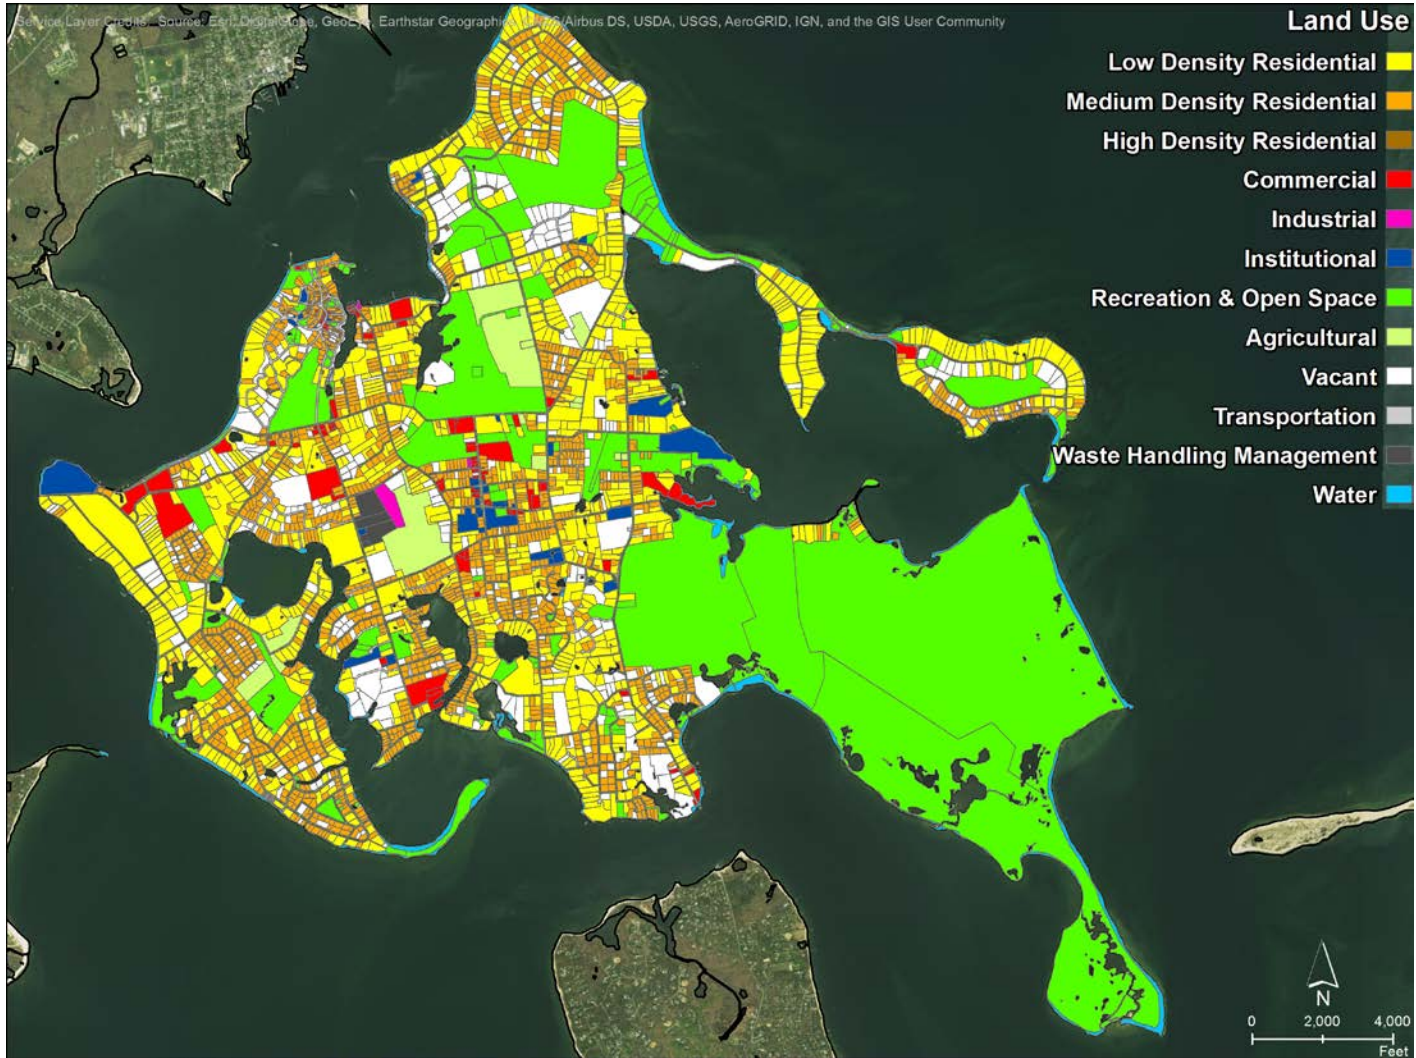 Service Layer Credits: Source: Esri, DigitalGlobe, GeoEye, Earthstar Geographics, /Airbus DS, USDA, USGS, AeroGRID, IGN, and the GIS User Community
Land Use
Low Density Residential
Medium Density Residential
High Density Residential
Commercial
Industrial
Institutional
Recreation & Open Space
Agricultural
Vacant
Transportation
Waste Handling Management
Water
N
0 2,000 4,000
Feet